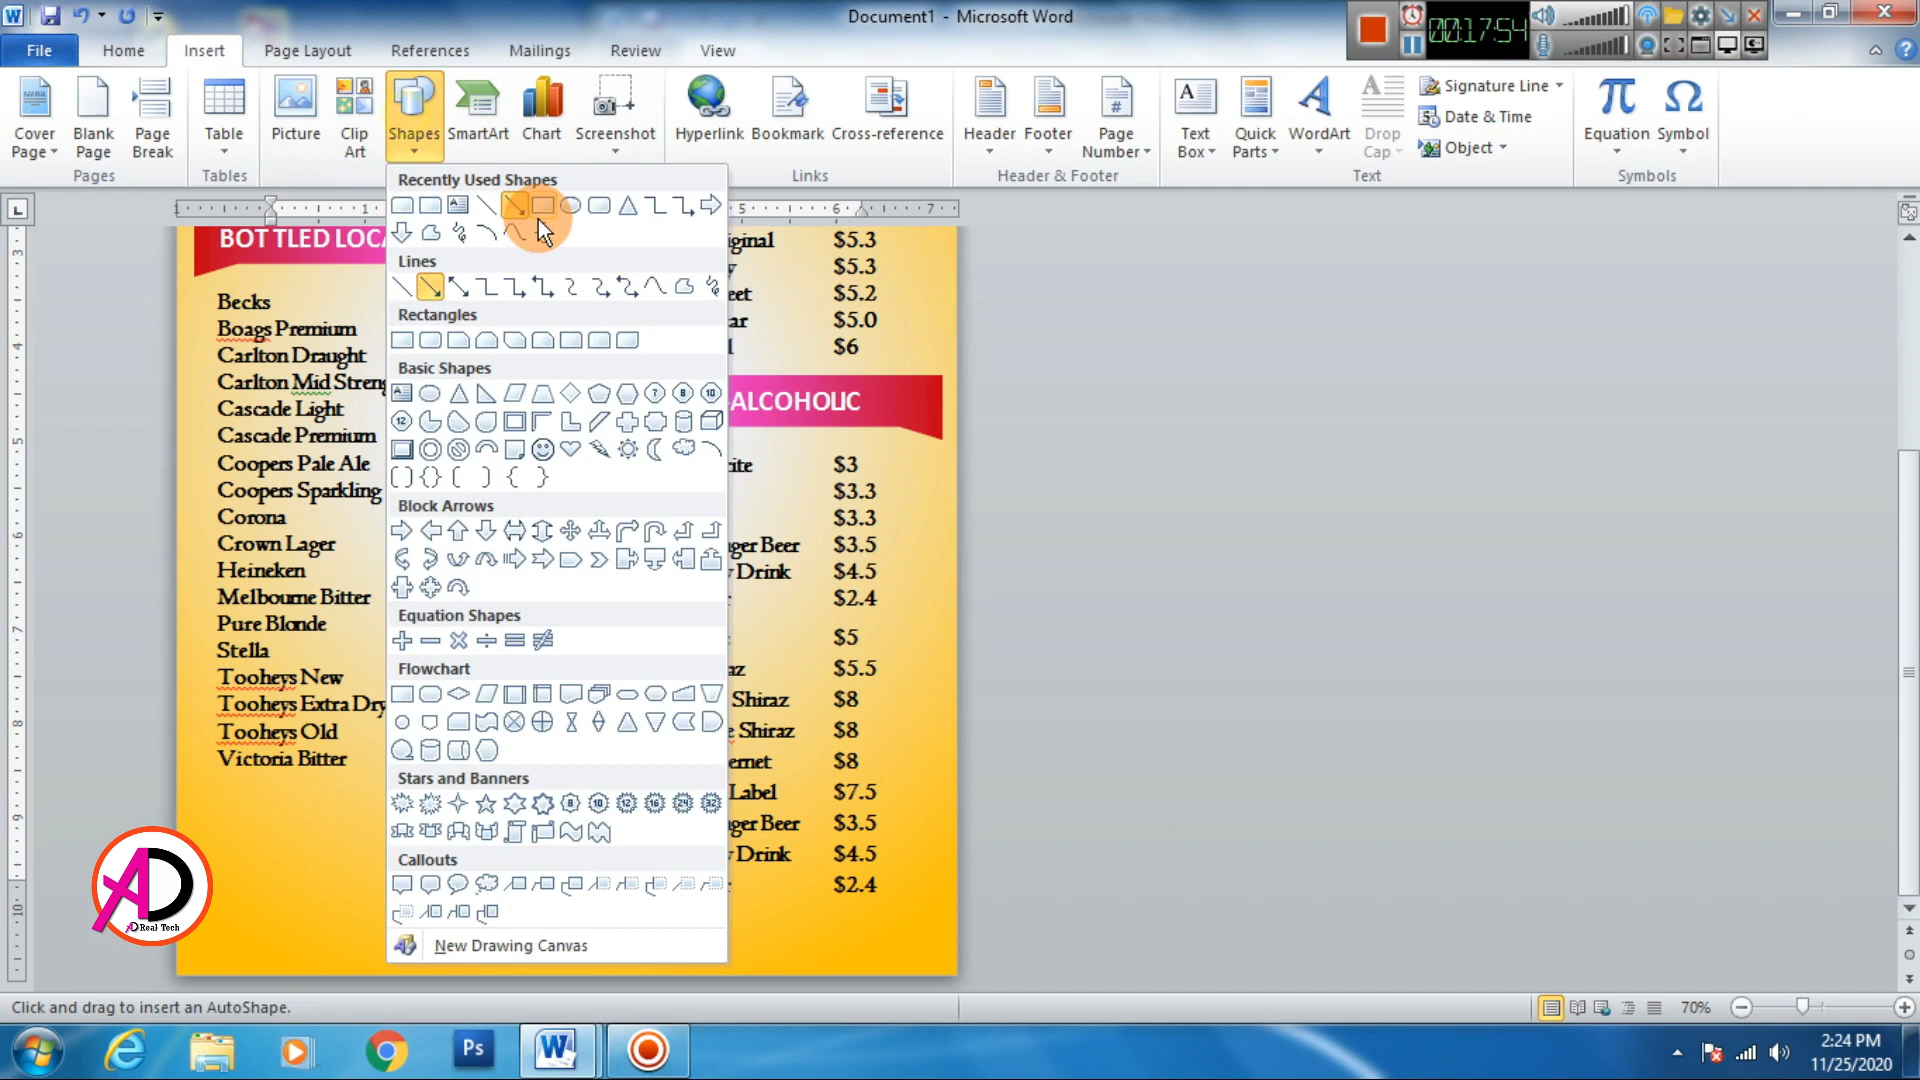 Document1 - Microsoft Word
00:17:54
File Home Insert Page Layout References Mailings Review View
Cover Page
Blank Page
Page Break
Table
Picture
Clip Art
Shapes
SmartArt
Chart
Screenshot
Hyperlink
Bookmark
Cross-reference
Header
Footer
Page Number
Text Box
Quick Parts
WordArt
Drop Cap
Signature Line
Date & Time
Object
Equation
Symbol
Pages
Tables
Links
Header & Footer
Text
Symbols
Recently Used Shapes
Lines
Rectangles
Basic Shapes
Block Arrows
Equation Shapes
Flowchart
Stars and Banners
Callouts
New Drawing Canvas
BOTTLED LOCA
Becks
Boags Premium
Carlton Draught
Carlton Mid Streng
Cascade Light
Cascade Premium
Coopers Pale Ale
Coopers Sparkling
Corona
Crown Lager
Heineken
Melbourne Bitter
Pure Blonde
Stella
Tooheys New
Tooheys Extra Dry
Tooheys Old
Victoria Bitter
iginal $5.3
y $5.3
eet $5.2
ar $5.0
l $6
-ALCOHOLIC
rite $3
$3.3
$3.3
ger Beer $3.5
y Drink $4.5
$2.4
$5
az $5.5
Shiraz $8
e Shiraz $8
ernet $8
Label $7.5
ger Beer $3.5
y Drink $4.5
$2.4
AD
AD Real Tech
Click and drag to insert an AutoShape.
70%
Ps
2:24 PM
11/25/2020